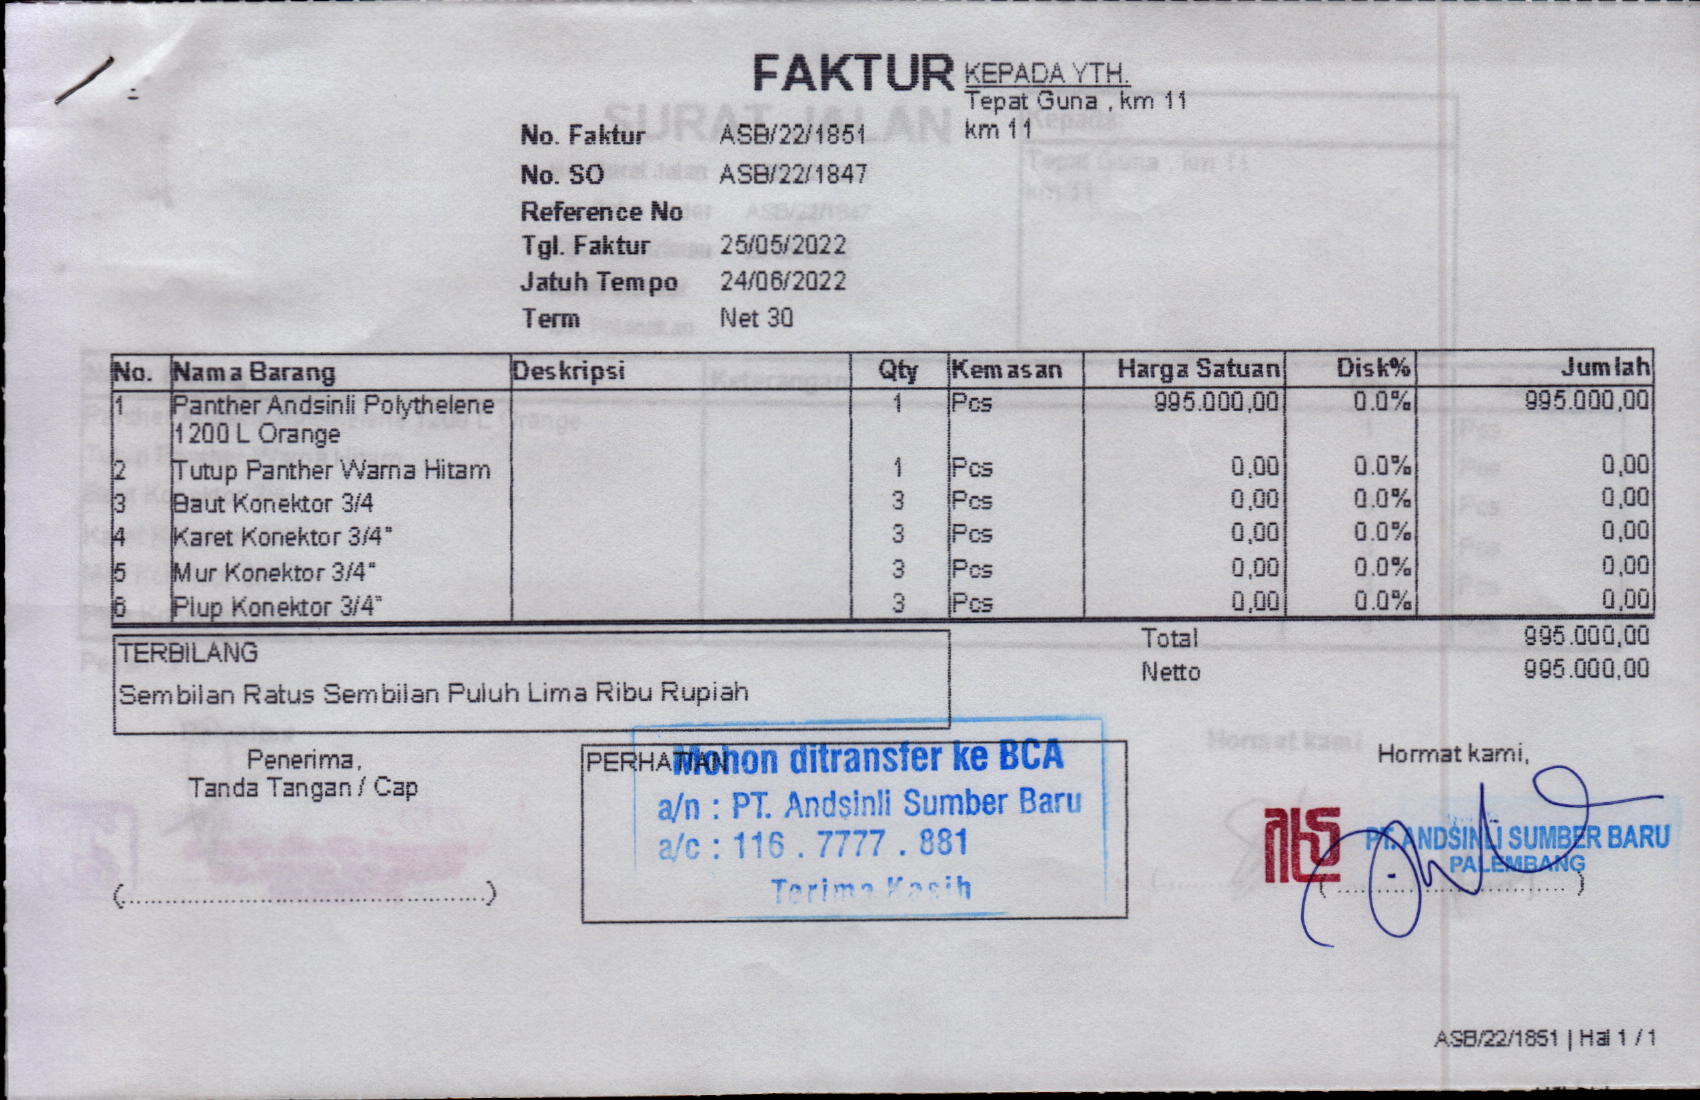 FAKTUR
KEPADA YTH.
Tepat Guna , km 11
km 11
No. Faktur ASB/22/1851
No. SO ASB/22/1847
Reference No
Tgl. Faktur 25/05/2022
Jatuh Tempo 24/06/2022
Term Net 30
No. Nama Barang Deskripsi Qty Kemasan Harga Satuan Disk% Jumlah
1 Panther Andsinli Polythelene 1 Pcs 995.000,00 0.0% 995.000,00
1200 L Orange
2 Tutup Panther Warna Hitam 1 Pcs 0,00 0.0% 0,00
3 Baut Konektor 3/4 3 Pcs 0,00 0.0% 0,00
4 Karet Konektor 3/4" 3 Pcs 0,00 0.0% 0,00
5 Mur Konektor 3/4" 3 Pcs 0,00 0.0% 0,00
6 Plup Konektor 3/4" 3 Pcs 0,00 0.0% 0,00
Total 995.000,00
Netto 995.000,00
TERBILANG
Sembilan Ratus Sembilan Puluh Lima Ribu Rupiah
Penerima,
Tanda Tangan / Cap
(................................................)
PERHATIAN
Mohon ditransfer ke BCA
a/n : PT. Andsinli Sumber Baru
a/c : 116 . 7777 . 881
Terima Kasih
Hormat kami,
PT. ANDSINLI SUMBER BARU
PALEMBANG
(................................)
ASB/22/1851 | Hal 1 / 1